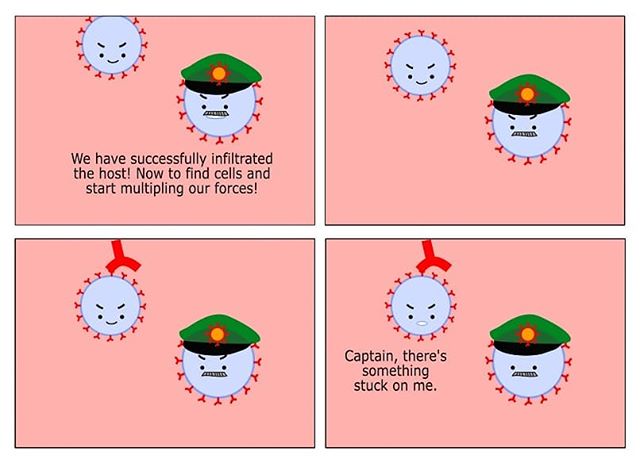 We have successfully infiltrated
the host! Now to find cells and
start multipling our forces!
Captain, there's
something
stuck on me.